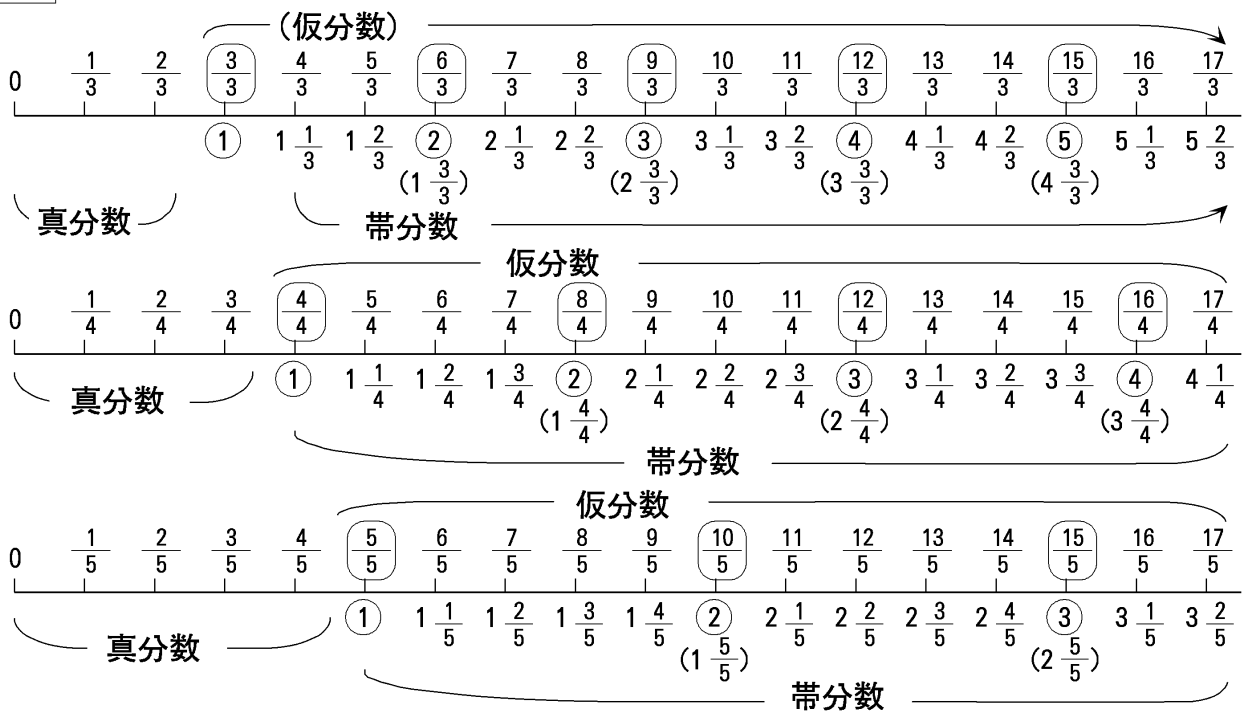 (仮分数)
0 1/3 2/3 3/3 4/3 5/3 6/3 7/3 8/3 9/3 10/3 11/3 12/3 13/3 14/3 15/3 16/3 17/3
1 1 1/3 1 2/3 2 2 1/3 2 2/3 3 3 1/3 3 2/3 4 4 1/3 4 2/3 5 5 1/3 5 2/3
(1 3/3) (2 3/3) (3 3/3) (4 3/3)
真分数 帯分数
仮分数
0 1/4 2/4 3/4 4/4 5/4 6/4 7/4 8/4 9/4 10/4 11/4 12/4 13/4 14/4 15/4 16/4 17/4
1 1 1/4 1 2/4 1 3/4 2 2 1/4 2 2/4 2 3/4 3 3 1/4 3 2/4 3 3/4 4 4 1/4
真分数 (1 4/4) (2 4/4) (3 4/4)
帯分数
仮分数
0 1/5 2/5 3/5 4/5 5/5 6/5 7/5 8/5 9/5 10/5 11/5 12/5 13/5 14/5 15/5 16/5 17/5
1 1 1/5 1 2/5 1 3/5 1 4/5 2 2 1/5 2 2/5 2 3/5 2 4/5 3 3 1/5 3 2/5
真分数 (1 5/5) (2 5/5)
帯分数